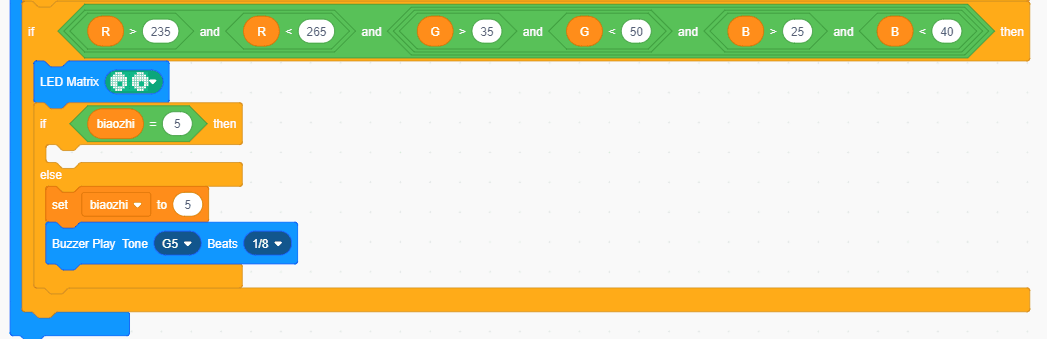 if R > 235 and R < 265 and G > 35 and G < 50 and B > 25 and B < 40 then
LED Matrix
if biaozhi = 5 then
else
set biaozhi to 5
Buzzer Play Tone G5 Beats 1/8